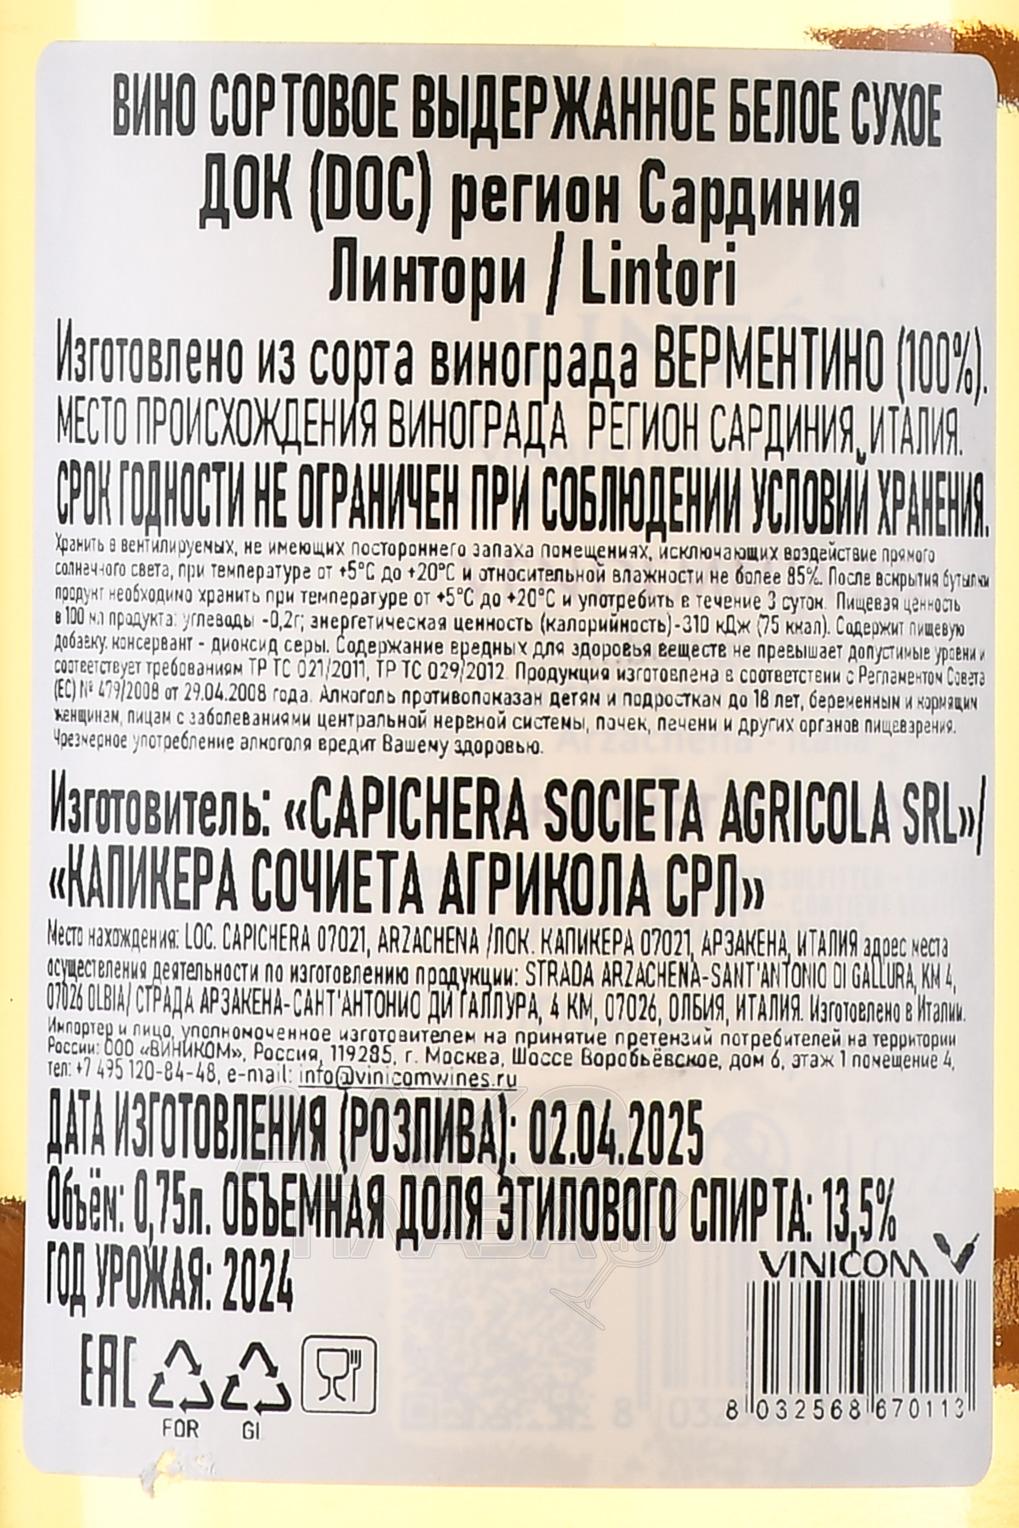 ВИНО СОРТОВОЕ ВЫДЕРЖАННОЕ БЕЛОЕ СУХОЕ
ДОК (DOC) регион Сардиния
Линтори / Lintori
Изготовлено из сорта винограда ВЕРМЕНТИНО (100%).
МЕСТО ПРОИСХОЖДЕНИЯ ВИНОГРАДА РЕГИОН САРДИНИЯ, ИТАЛИЯ.
СРОК ГОДНОСТИ НЕ ОГРАНИЧЕН ПРИ СОБЛЮДЕНИИ УСЛОВИЙ ХРАНЕНИЯ.
Хранить в вентилируемых, не имеющих постороннего запаха помещениях, исключающих воздействие прямого
солнечного света, при температуре от +5°C до +20°C и относительной влажности не более 85%. После вскрытия бутылки
продукт необходимо хранить при температуре от +5°C до +20°C и употребить в течение 3 суток. Пищевая ценность
в 100 мл продукта: углеводы -0,2г; энергетическая ценность (калорийность)-310 кДж (75 ккал). Содержит пищевую
добавку: консервант - диоксид серы. Содержание вредных для здоровья веществ не превышает допустимые уровни и
соответствует требованиям ТР ТС 021/2011, ТР ТС 029/2012. Продукция изготовлена в соответствии с Регламентом Совета
(ЕС) № 479/2008 от 29.04.2008 года. Алкоголь противопоказан детям и подросткам до 18 лет, беременным и кормящим
женщинам, лицам с заболеваниями центральной нервной системы, почек, печени и других органов пищеварения.
Чрезмерное употребление алкоголя вредит Вашему здоровью.
Изготовитель: «CAPICHERA SOCIETA AGRICOLA SRL»/
«КАПИКЕРА СОЧИЕТА АГРИКОЛА СРЛ»
Место нахождения: LOC. CAPICHERA 07021, ARZACHENA /ЛОК. КАПИКЕРА 07021, АРЗАКЕНА, ИТАЛИЯ адрес места
осуществления деятельности по изготовлению продукции: STRADA ARZACHENA-SANT'ANTONIO DI GALLURA, KM 4,
07026 OLBIA/ СТРАДА АРЗАКЕНА-САНТ'АНТОНИО ДИ ГАЛЛУРА, 4 КМ, 07026, ОЛБИЯ, ИТАЛИЯ. Изготовлено в Италии.
Импортер и лицо, уполномоченное изготовителем на принятие претензий потребителей на территории
России: ООО «ВИНИКОМ», Россия, 119285, г. Москва, Шоссе Воробьёвское, дом 6, этаж 1 помещение 4,
тел: +7 495 120-84-48, e-mail: info@vinicomwines.ru
ДАТА ИЗГОТОВЛЕНИЯ (РОЗЛИВА): 02.04.2025
Объём: 0,75л. ОБЪЕМНАЯ ДОЛЯ ЭТИЛОВОГО СПИРТА: 13,5%
ГОД УРОЖАЯ: 2024
VINICOM
EAC
FOR GI
8 032568 670113